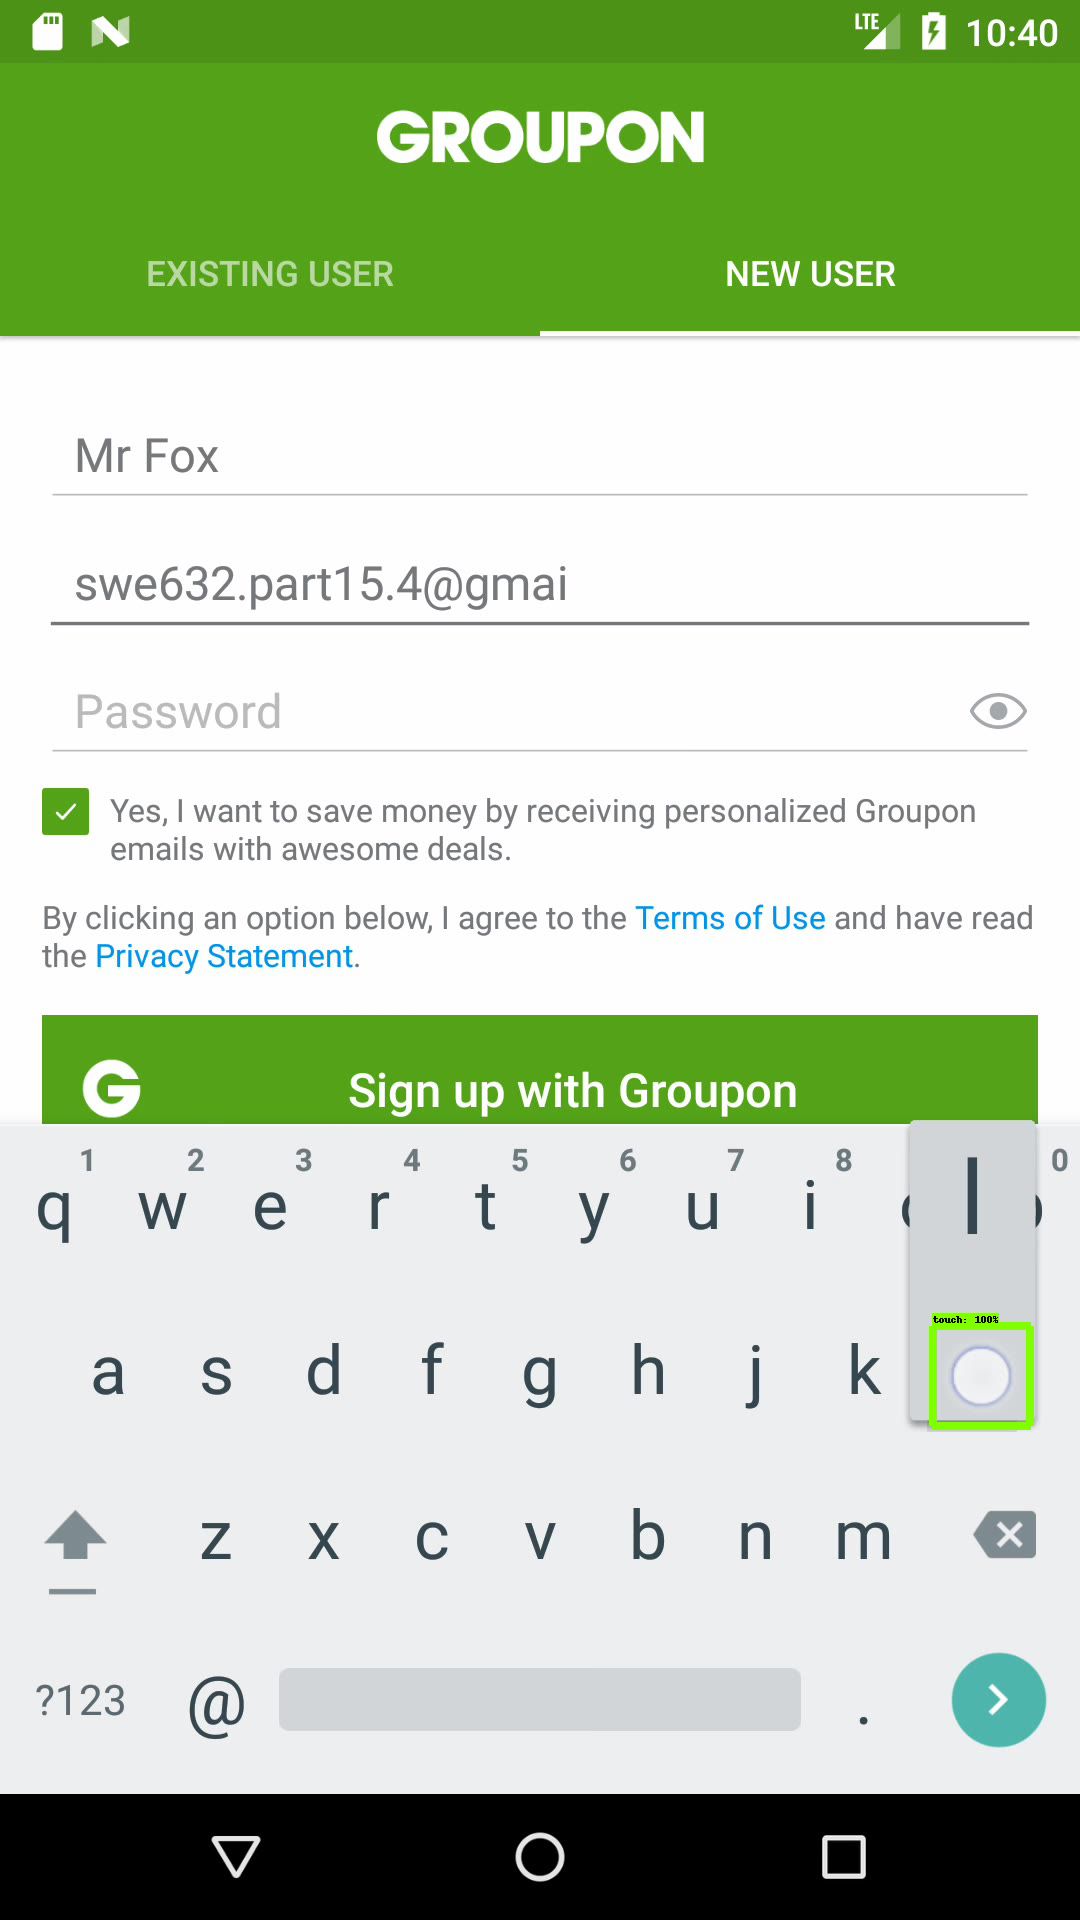 LTE 10:40
GROUPON
EXISTING USER NEW USER
Mr Fox
swe632.part15.4@gmai
Password
Yes, I want to save money by receiving personalized Groupon
emails with awesome deals.
By clicking an option below, I agree to the Terms of Use and have read
the Privacy Statement.
G Sign up with Groupon
1 2 3 4 5 6 7 8 0
q w e r t y u i l
touch: 100%
a s d f g h j k
z x c v b n m
?123 @ .